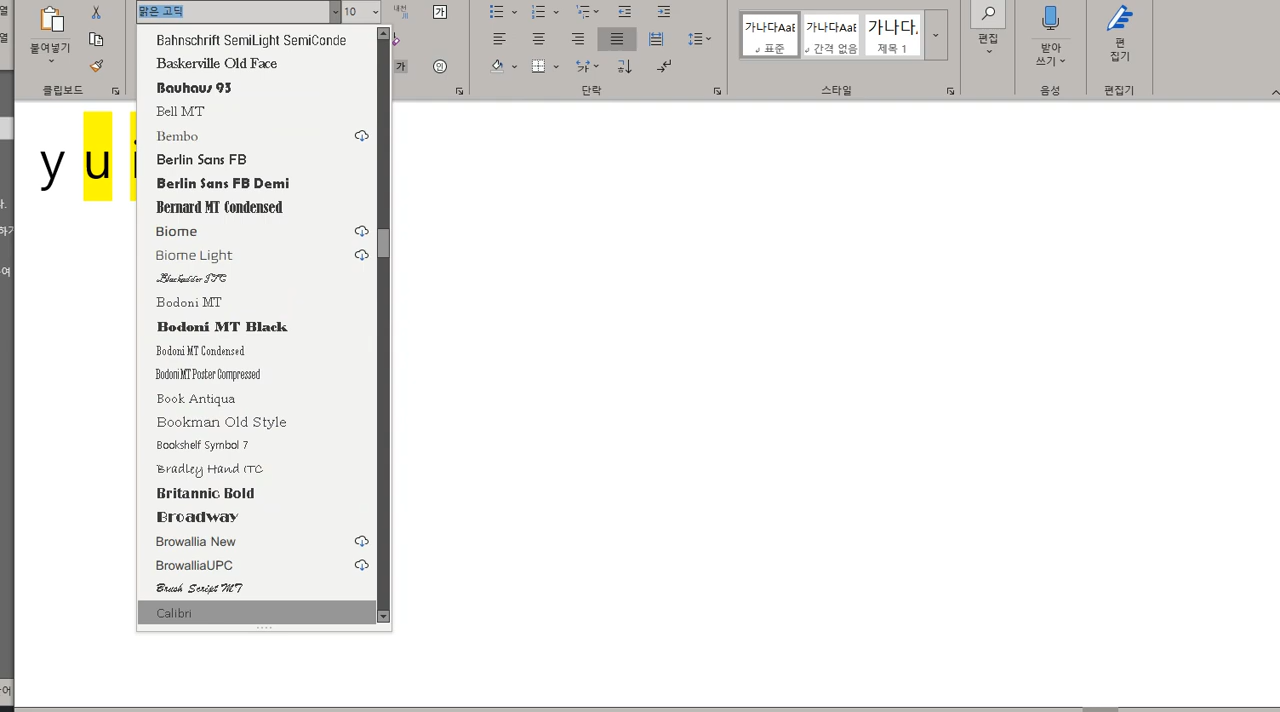 맑은 고딕
10
내천
가
붙여넣기
가
클립보드
단락
가나다AaB
표준
가나다AaB
간격 없음
가나다
제목 1
스타일
편집
받아
쓰기
음성
편
집기
편집기
y u i
Bahnschrift SemiLight SemiConde
Baskerville Old Face
Bauhaus 93
Bell MT
Bembo
Berlin Sans FB
Berlin Sans FB Demi
Bernard MT Condensed
Biome
Biome Light
Blackadder ITC
Bodoni MT
Bodoni MT Black
Bodoni MT Condensed
Bodoni MT Poster Compressed
Book Antiqua
Bookman Old Style
Bookshelf Symbol 7
Bradley Hand ITC
Britannic Bold
Broadway
Browallia New
BrowalliaUPC
Brush Script MT
Calibri